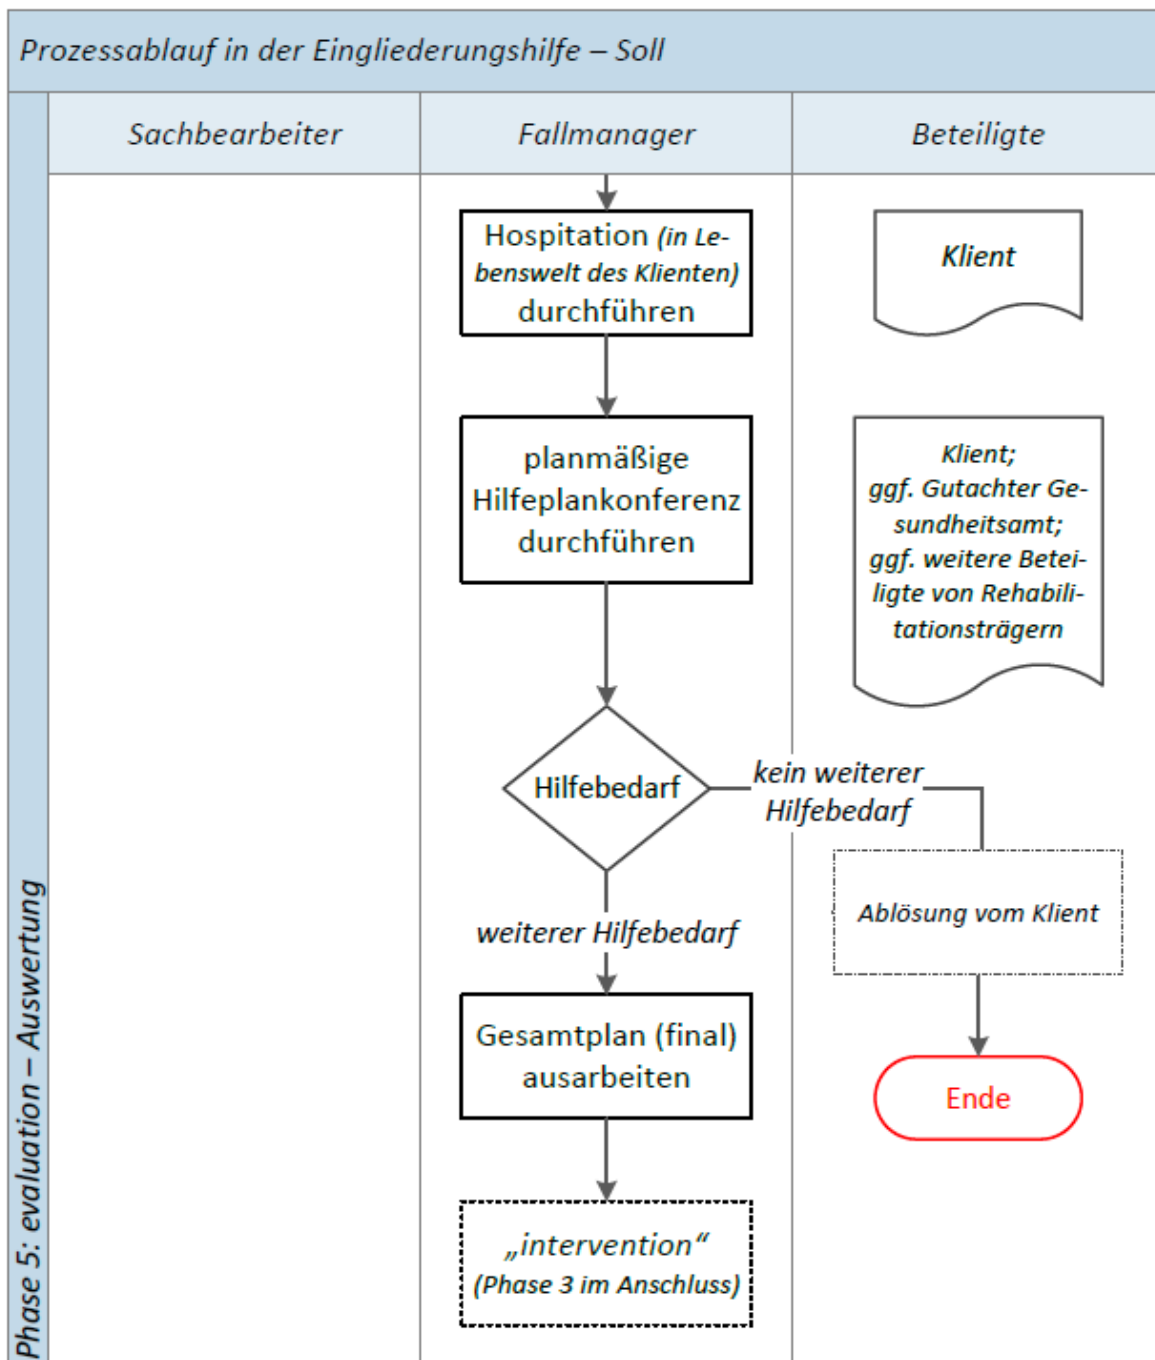 Prozessablauf in der Eingliederungshilfe – Soll
Sachbearbeiter
Fallmanager
Beteiligte
Phase 5: evaluation – Auswertung
Hospitation (in Le-
benswelt des Klienten)
durchführen
Klient
planmäßige
Hilfeplankonferenz
durchführen
Klient;
ggf. Gutachter Ge-
sundheitsamt;
ggf. weitere Betei-
ligte von Rehabili-
tationsträgern
Hilfebedarf
kein weiterer
Hilfebedarf
Ablösung vom Klient
weiterer Hilfebedarf
Gesamtplan (final)
ausarbeiten
Ende
„intervention“
(Phase 3 im Anschluss)